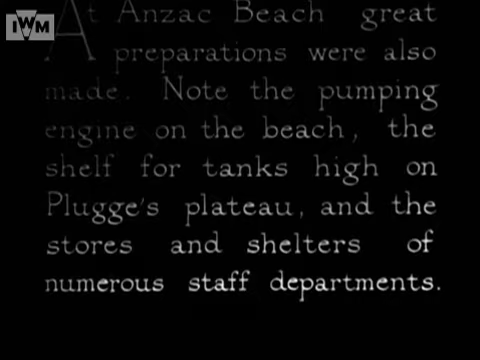 IWM
At Anzac Beach great
preparations were also
made. Note the pumping
engine on the beach, the
shelf for tanks high on
Plugge's plateau, and the
stores and shelters of
numerous staff departments.